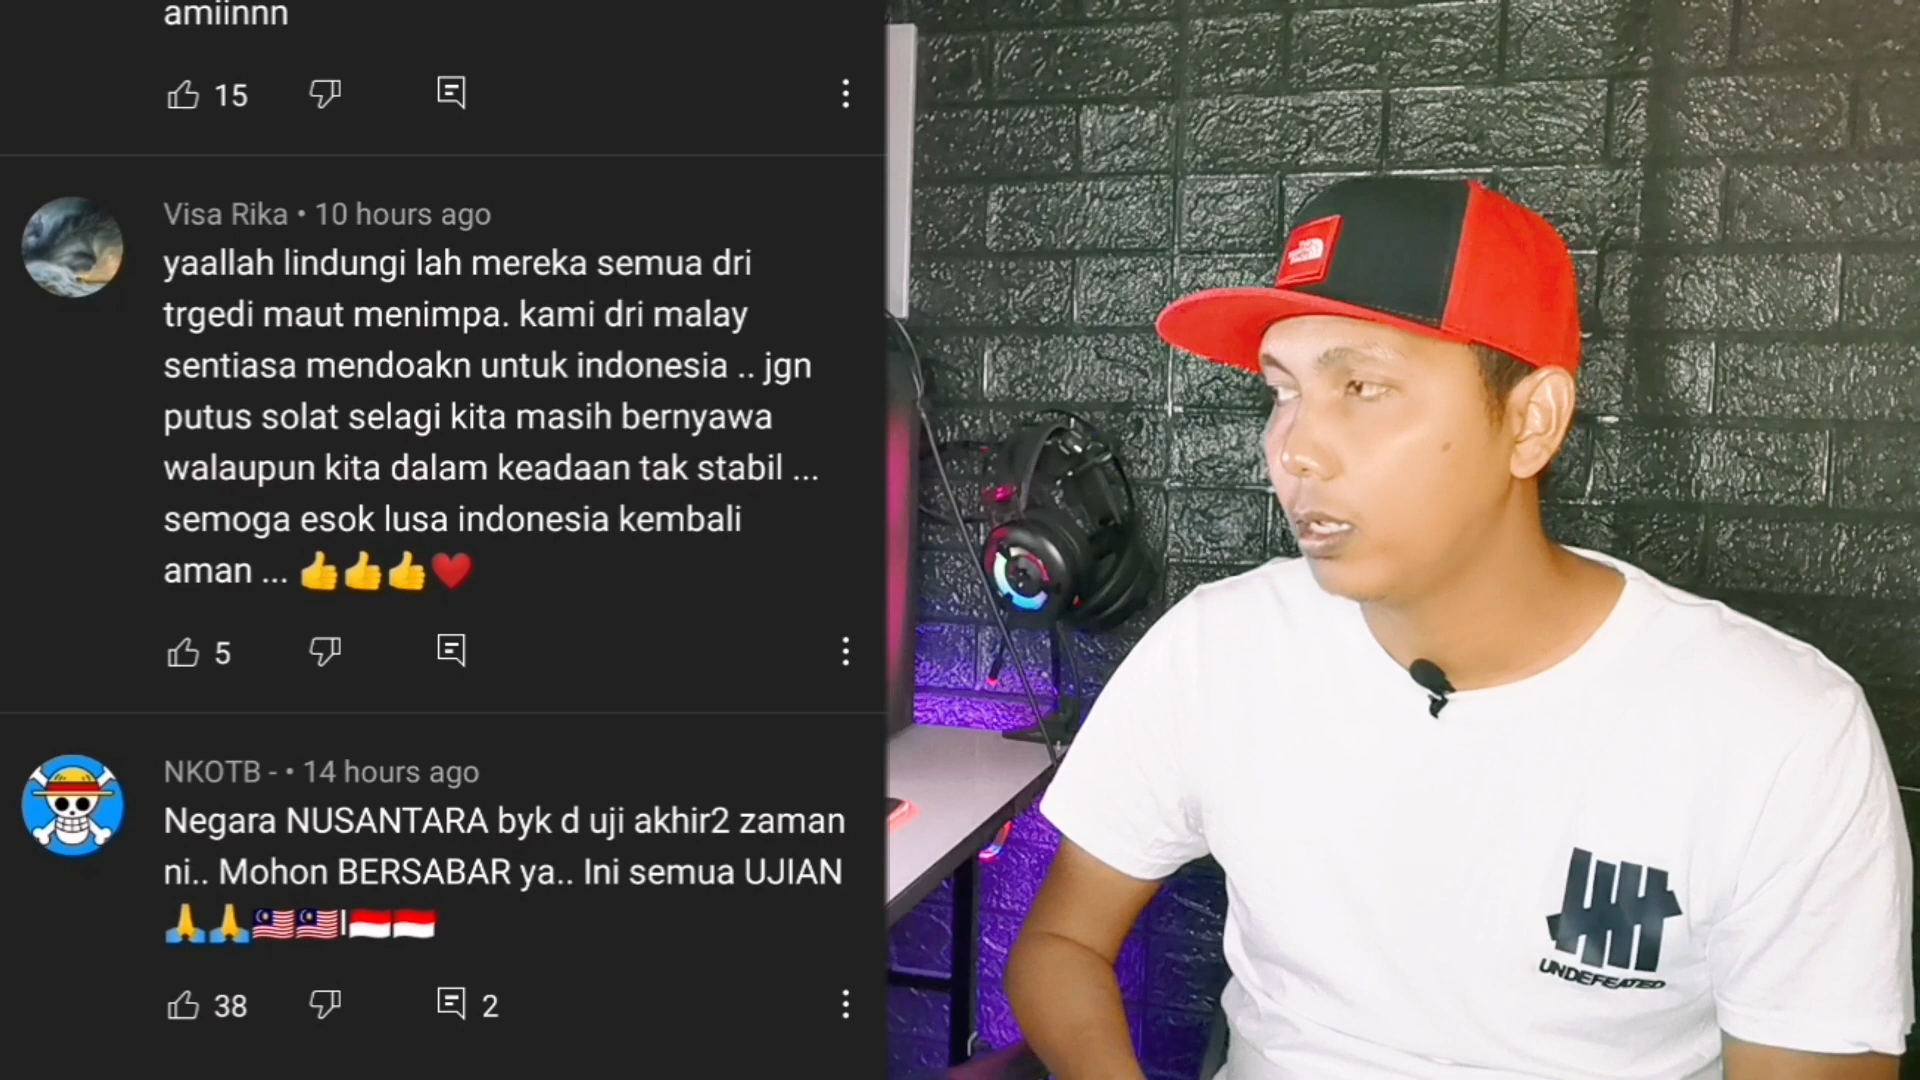 amiinnn
15
Visa Rika • 10 hours ago
yaallah lindungi lah mereka semua dri
trgedi maut menimpa. kami dri malay
sentiasa mendoakn untuk indonesia .. jgn
putus solat selagi kita masih bernyawa
walaupun kita dalam keadaan tak stabil ...
semoga esok lusa indonesia kembali
aman ... 👍👍👍❤️
5
NKOTB - • 14 hours ago
Negara NUSANTARA byk d uji akhir2 zaman
ni.. Mohon BERSABAR ya.. Ini semua UJIAN
🙏🙏🇲🇾🇲🇾|🇮🇩🇮🇩
38
2
THE
NORTH
FACE
UNDEFEATED